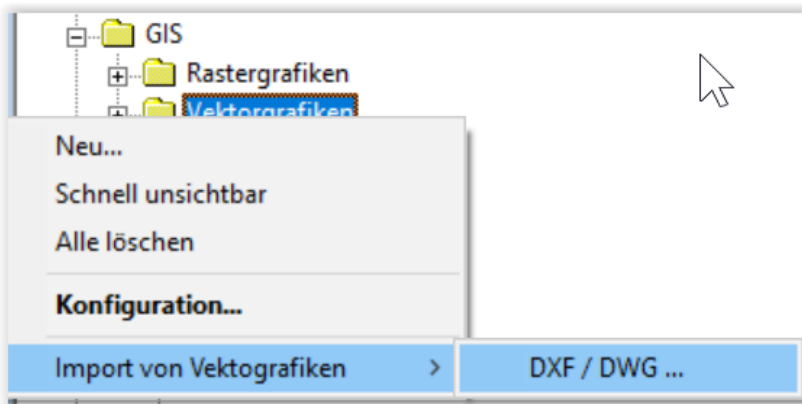 GIS
Rastergrafiken
Vektorgrafiken
Neu...
Schnell unsichtbar
Alle löschen
Konfiguration...
Import von Vektografiken > DXF / DWG ...